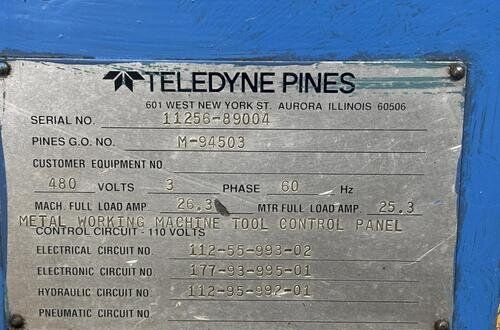 TELEDYNE PINES
601 WEST NEW YORK ST. AURORA ILLINOIS 60506
SERIAL NO. 11256-89004
PINES G.O. NO. M-94503
CUSTOMER EQUIPMENT NO.
480 VOLTS 3 PHASE 60 Hz
MACH. FULL LOAD AMP. 26.3 MTR FULL LOAD AMP. 25.3
METAL WORKING MACHINE TOOL CONTROL PANEL
CONTROL CIRCUIT - 110 VOLTS
ELECTRICAL CIRCUIT NO. 112-55-993-02
ELECTRONIC CIRCUIT NO. 177-93-995-01
HYDRAULIC CIRCUIT NO. 112-95-992-01
PNEUMATIC CIRCUIT NO.